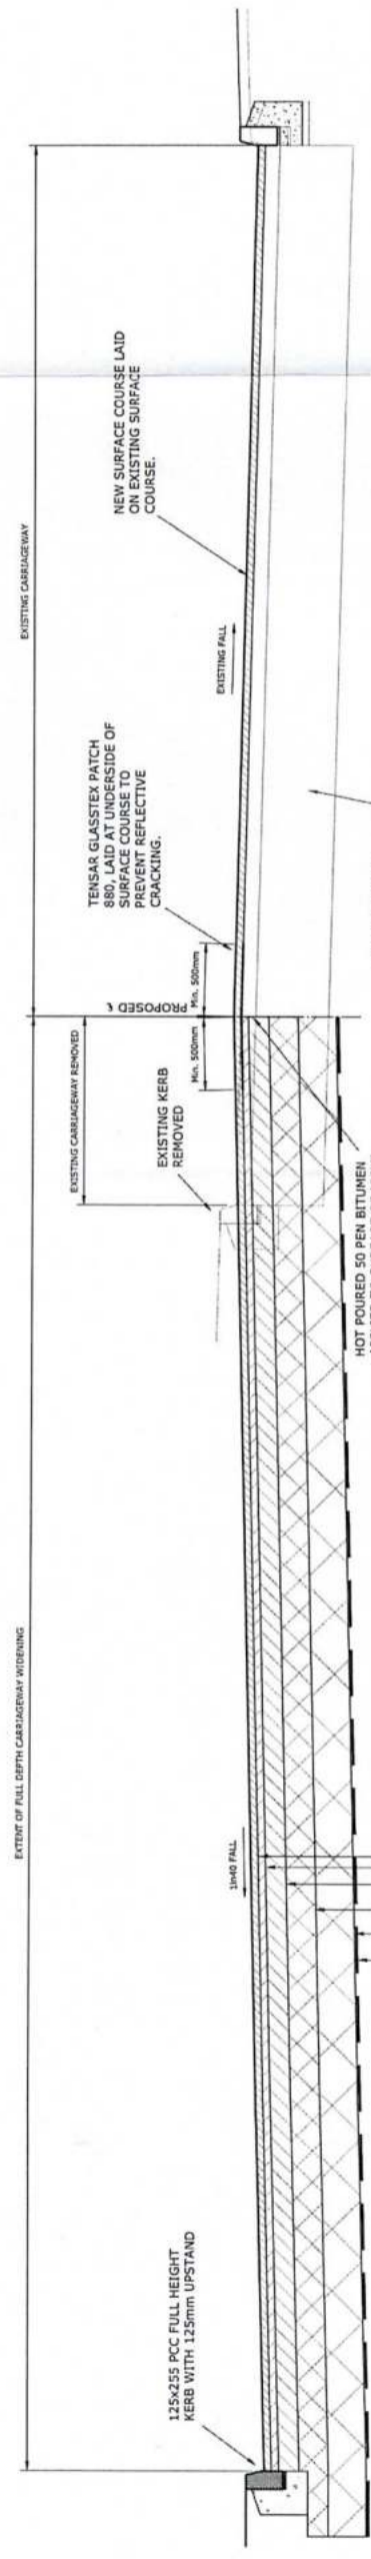 EXISTING CARRIAGEWAY
NEW SURFACE COURSE LAID
ON EXISTING SURFACE
COURSE.
EXISTING FALL
TENSAR GLASSTEX PATCH
880, LAID AT UNDERSIDE OF
SURFACE COURSE TO
PREVENT REFLECTIVE
CRACKING.
Min. 500mm
PROPOSED ℄
Min. 500mm
EXISTING CARRIAGEWAY REMOVED
EXISTING KERB
REMOVED
HOT POURED 50 PEN BITUMEN
EXTENT OF FULL DEPTH CARRIAGEWAY WIDENING
1in40 FALL
125x255 PCC FULL HEIGHT
KERB WITH 125mm UPSTAND